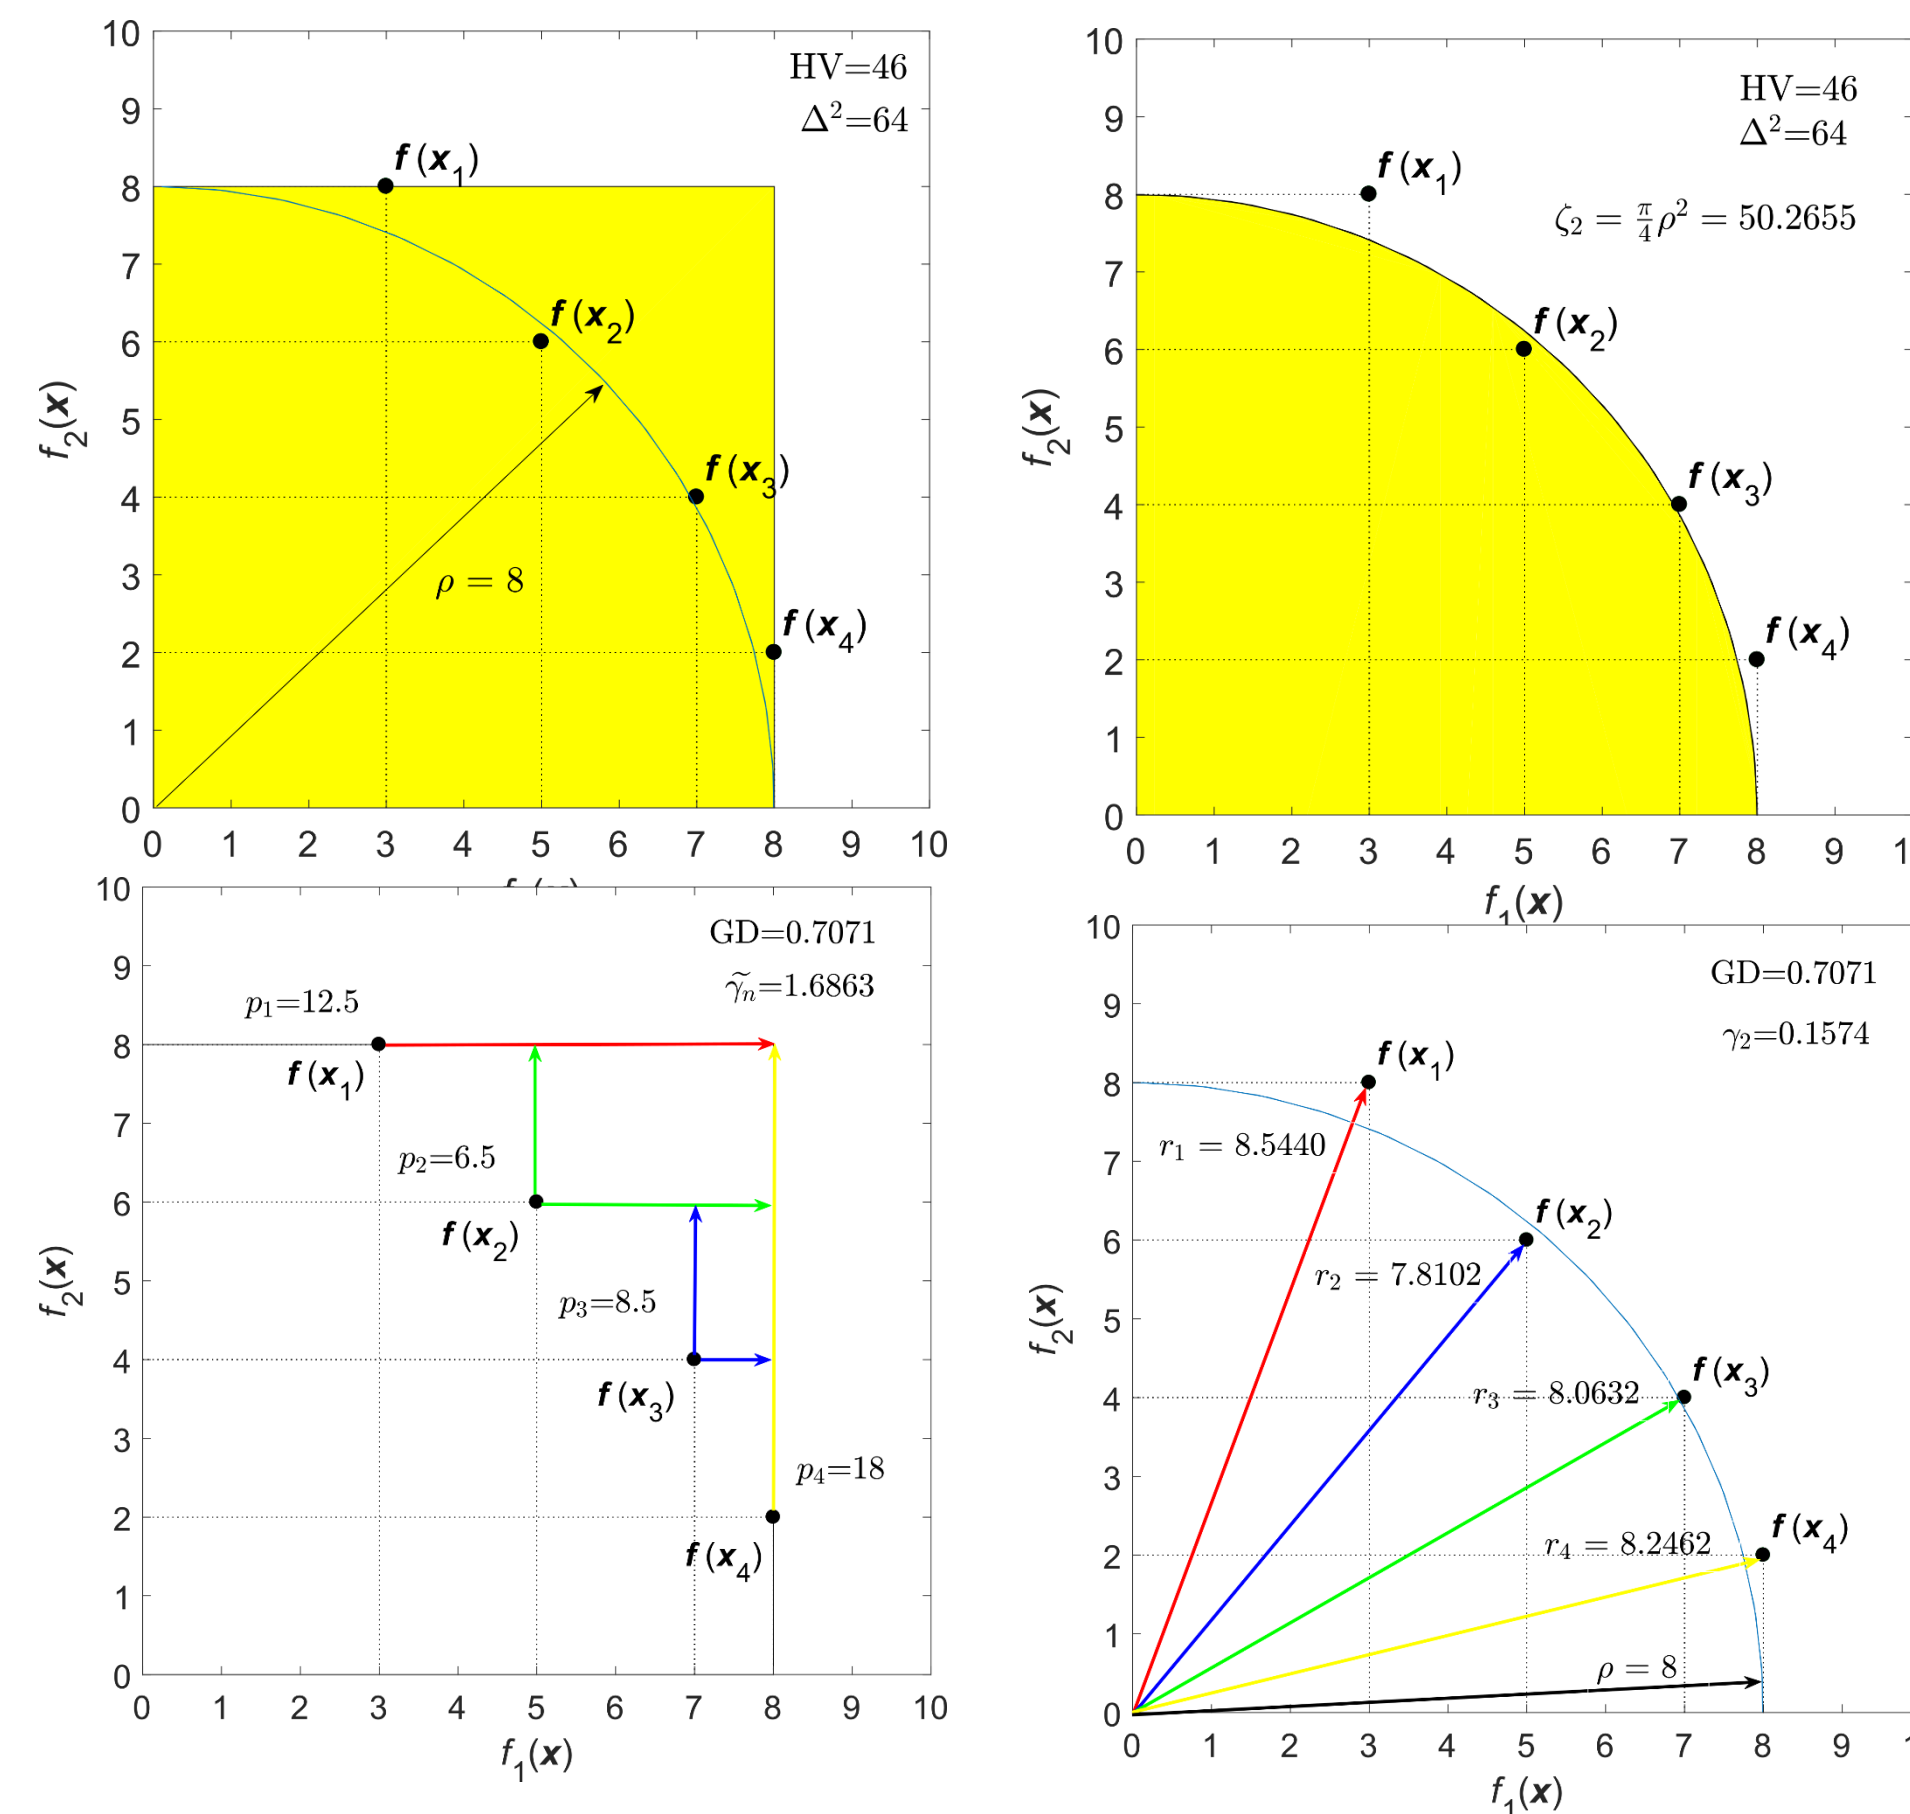 10
9
8
7
6
5
4
3
2
1
0
0 1 2 3 4 5 6 7 8 9 10
f2(x)
HV=46
Δ²=64
f (x1)
f (x2)
f (x3)
f (x4)
ρ = 8
10
9
8
7
6
5
4
3
2
1
0
0 1 2 3 4 5 6 7 8 9 1
f2(x)
f1(x)
HV=46
Δ²=64
ζ2 = π/4 ρ² = 50.2655
f (x1)
f (x2)
f (x3)
f (x4)
10
9
8
7
6
5
4
3
2
1
0
0 1 2 3 4 5 6 7 8 9 10
f2(x)
f1(x)
GD=0.7071
γ̃n=1.6863
p1=12.5
f (x1)
p2=6.5
f (x2)
p3=8.5
f (x3)
p4=18
f (x4)
10
9
8
7
6
5
4
3
2
1
0
0 1 2 3 4 5 6 7 8 9 1
f2(x)
f1(x)
GD=0.7071
γ2=0.1574
f (x1)
r1 = 8.5440
f (x2)
r2 = 7.8102
f (x3)
r3 = 8.0632
f (x4)
r4 = 8.2462
ρ = 8